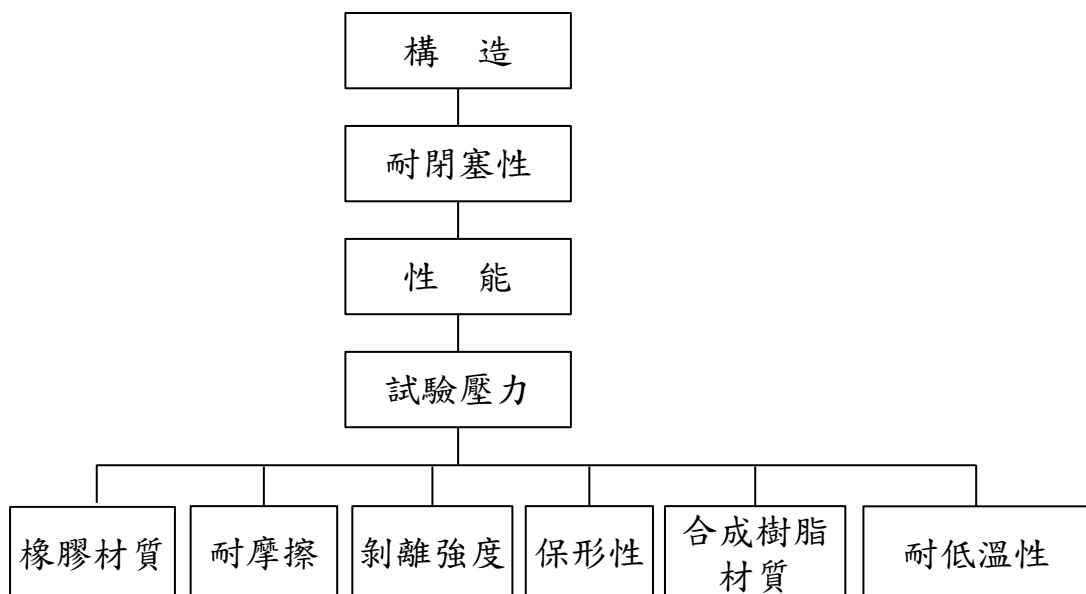 構 造
耐閉塞性
性 能
試驗壓力
橡膠材質
耐摩擦
剝離強度
保形性
合成樹脂
材質
耐低溫性